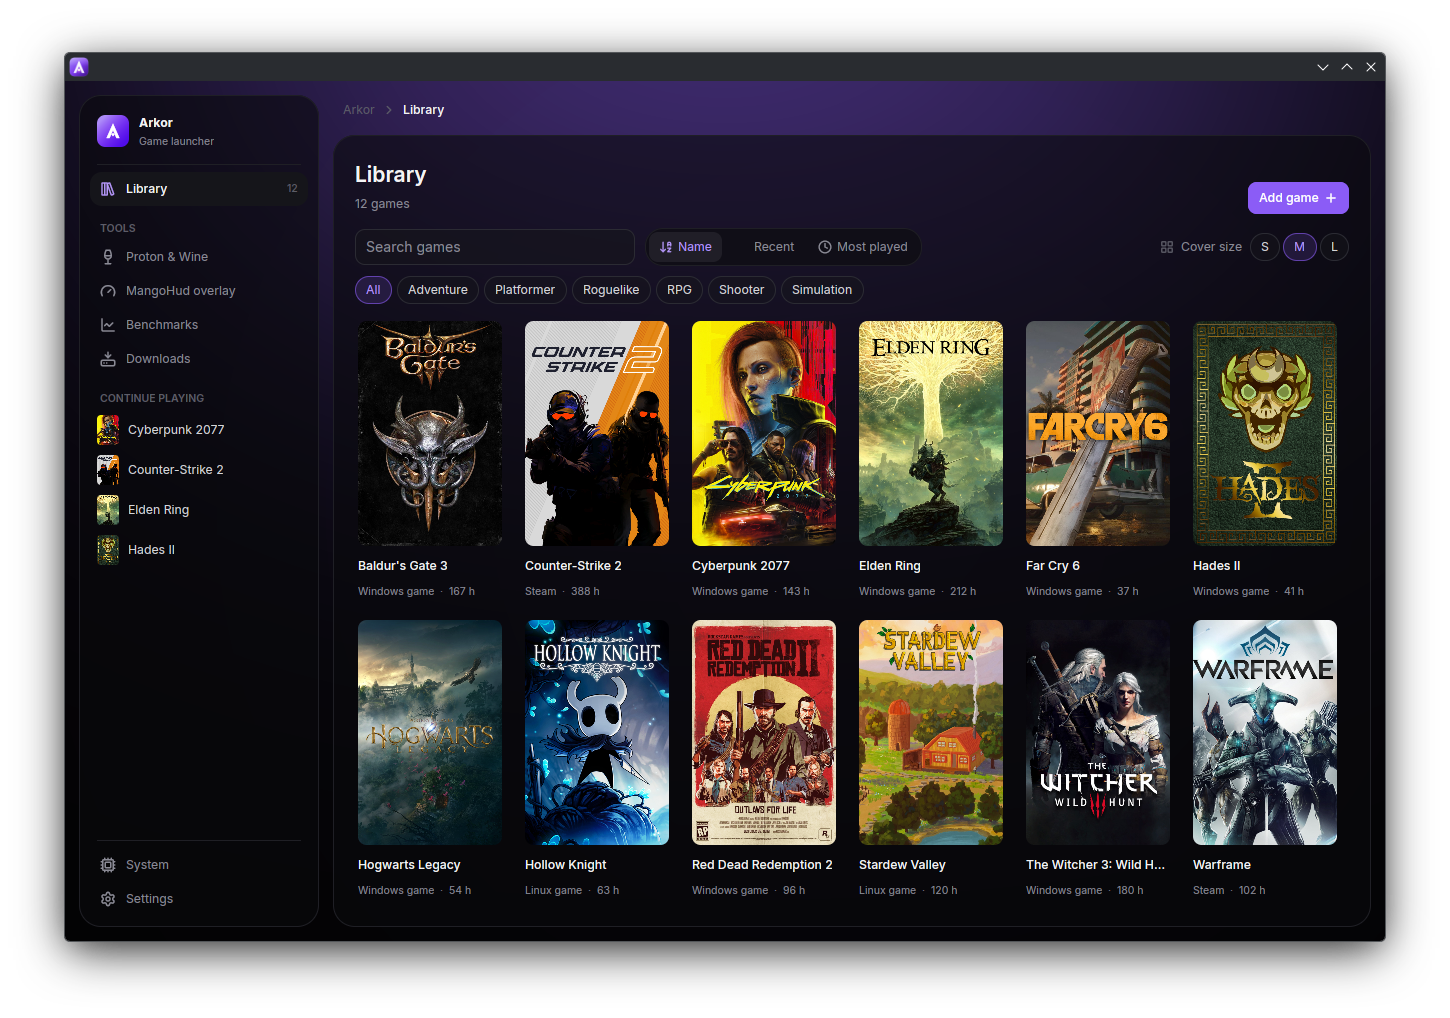 Arkor
Game launcher
Library 12
TOOLS
Proton & Wine
MangoHud overlay
Benchmarks
Downloads
CONTINUE PLAYING
Cyberpunk 2077
Counter-Strike 2
Elden Ring
Hades II
System
Settings
Arkor > Library
Library
12 games
Add game +
Search games
Name Recent Most played
Cover size S M L
All Adventure Platformer Roguelike RPG Shooter Simulation
BALDUR'S
GATE
COUNTER
STRIKE 2
CYBERPUNK
2077
ELDEN RING
FARCRY6
HADES
II
Baldur's Gate 3
Windows game · 167 h
Counter-Strike 2
Steam · 388 h
Cyberpunk 2077
Windows game · 143 h
Elden Ring
Windows game · 212 h
Far Cry 6
Windows game · 37 h
Hades II
Windows game · 41 h
HOGWARTS
LEGACY
HOLLOW KNIGHT
RED DEAD
REDEMPTION II
OUTLAWS FOR LIFE
STARDEW
VALLEY
THE
WITCHER
WILD HUNT
WARFRAME
Hogwarts Legacy
Windows game · 54 h
Hollow Knight
Linux game · 63 h
Red Dead Redemption 2
Windows game · 96 h
Stardew Valley
Linux game · 120 h
The Witcher 3: Wild H...
Windows game · 180 h
Warframe
Steam · 102 h